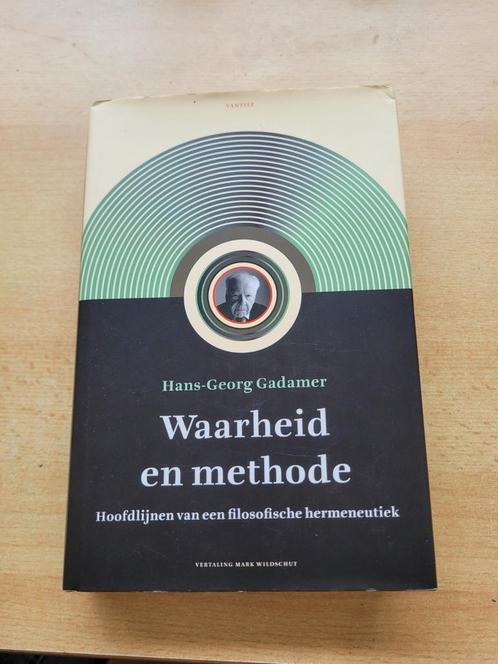 VANTILT
Hans-Georg Gadamer
Waarheid
en methode
Hoofdlijnen van een filosofische hermeneutiek
VERTALING MARK WILDSCHUT